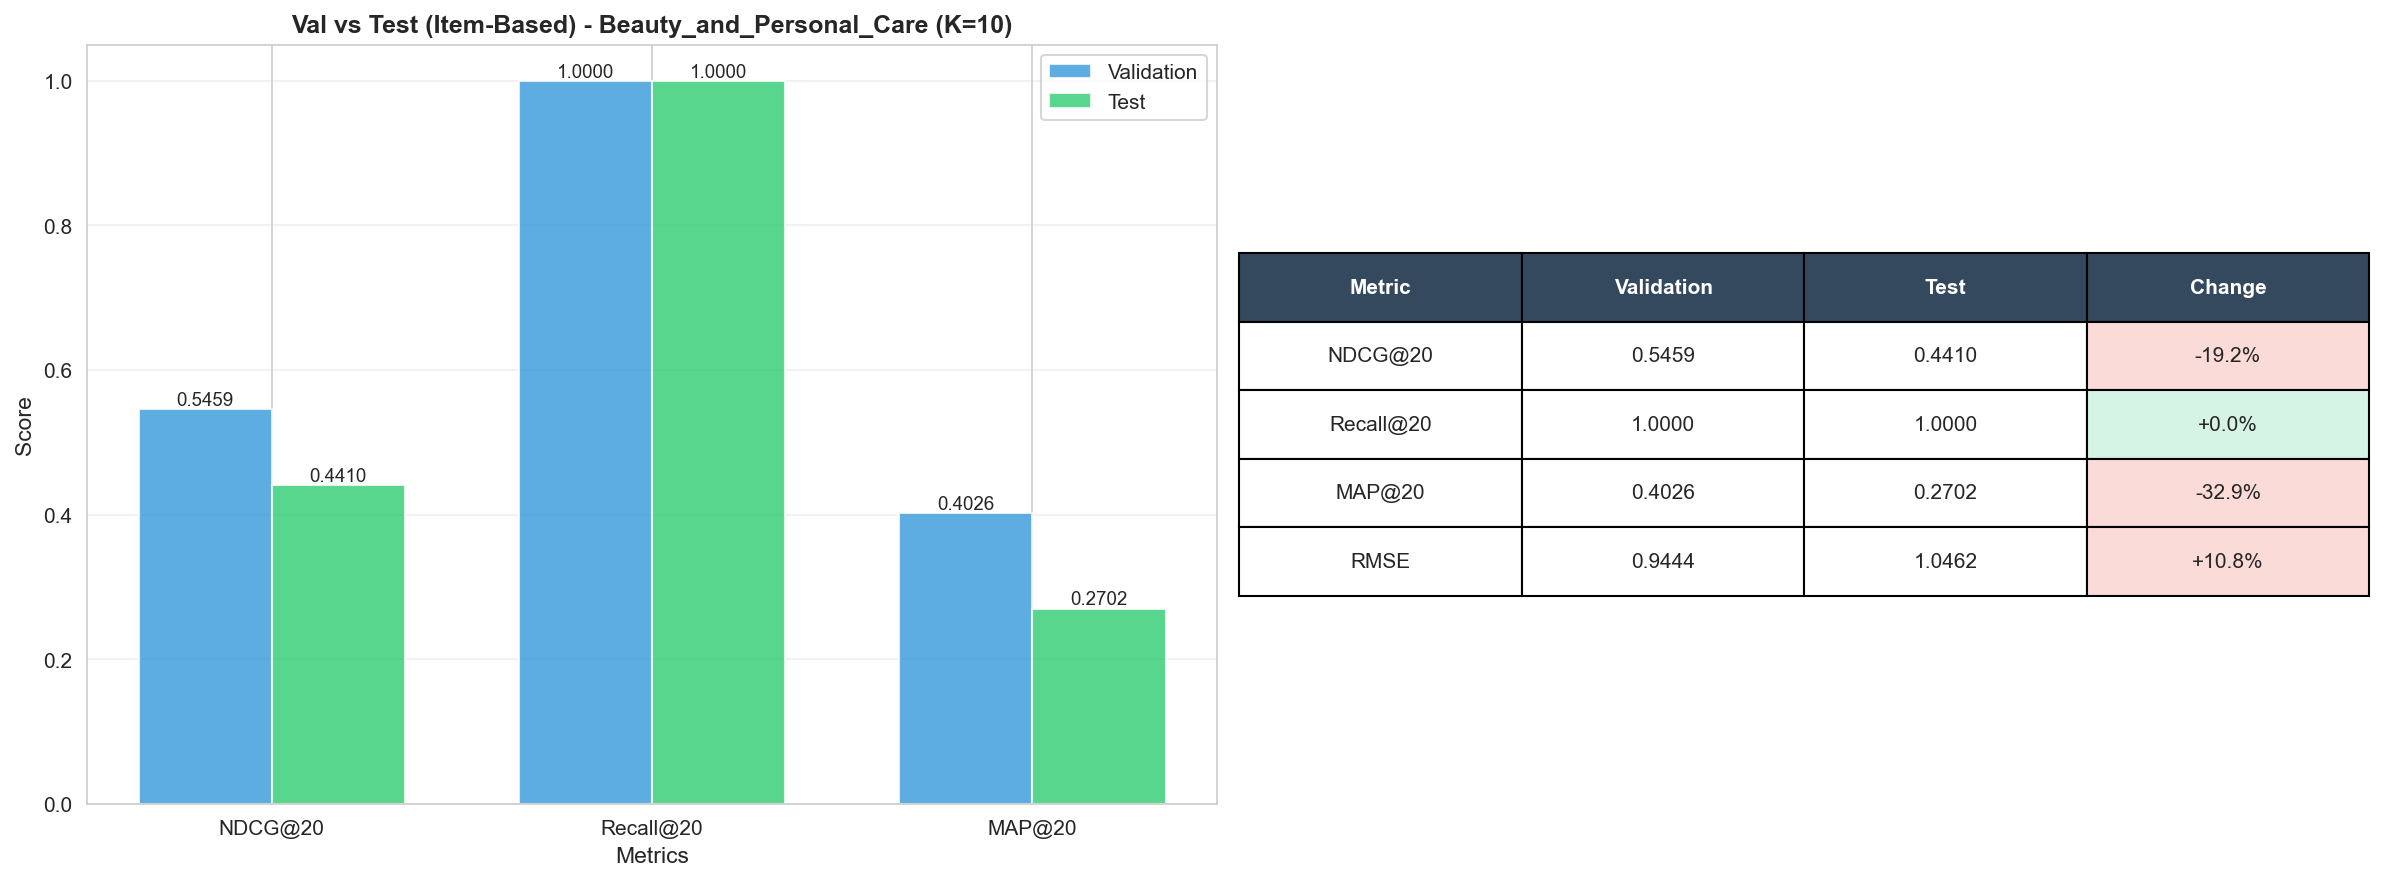 Val vs Test (Item-Based) - Beauty_and_Personal_Care (K=10)
Validation
Test
Score
1.0
0.8
0.6
0.4
0.2
0.0
0.5459
0.4410
1.0000
1.0000
0.4026
0.2702
NDCG@20 Recall@20 MAP@20
Metrics
Metric Validation Test Change
NDCG@20 0.5459 0.4410 -19.2%
Recall@20 1.0000 1.0000 +0.0%
MAP@20 0.4026 0.2702 -32.9%
RMSE 0.9444 1.0462 +10.8%